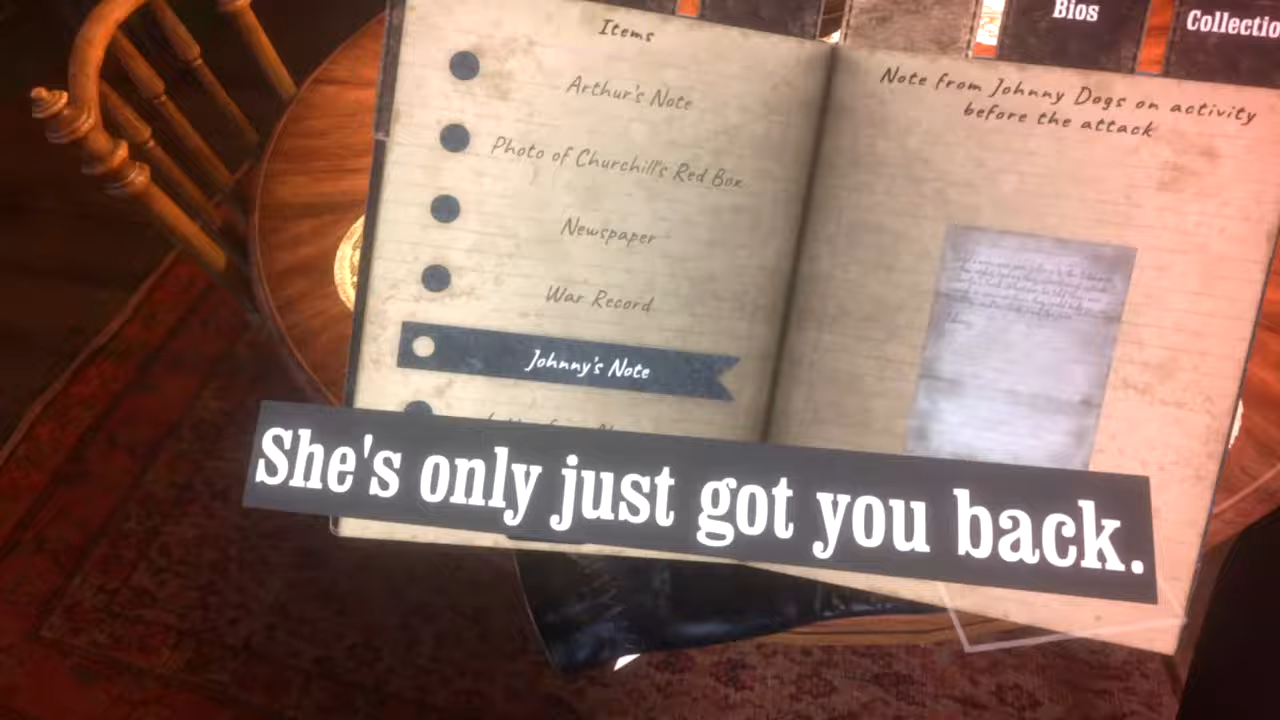 Bios
Collectio
Items
Arthur's Note
Photo of Churchill's Red Box
Newspaper
War Record
Johnny's Note
Note from Johnny Dogs on activity
before the attack
She's only just got you back.